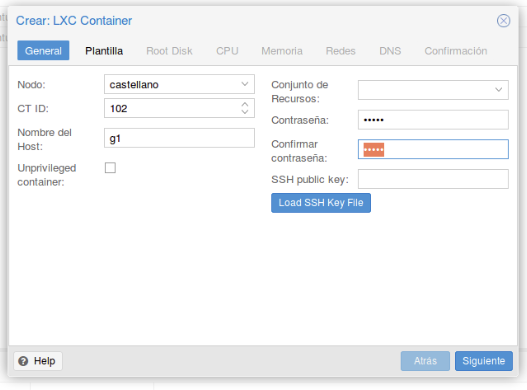 Crear: LXC Container
General Plantilla Root Disk CPU Memoria Redes DNS Confirmación
Nodo: castellano
CT ID: 102
Nombre del
Host: g1
Unprivileged
container:
Conjunto de
Recursos:
Contraseña: •••••
Confirmar
contraseña: •••••
SSH public key:
Load SSH Key File
Help
Atrás Siguiente